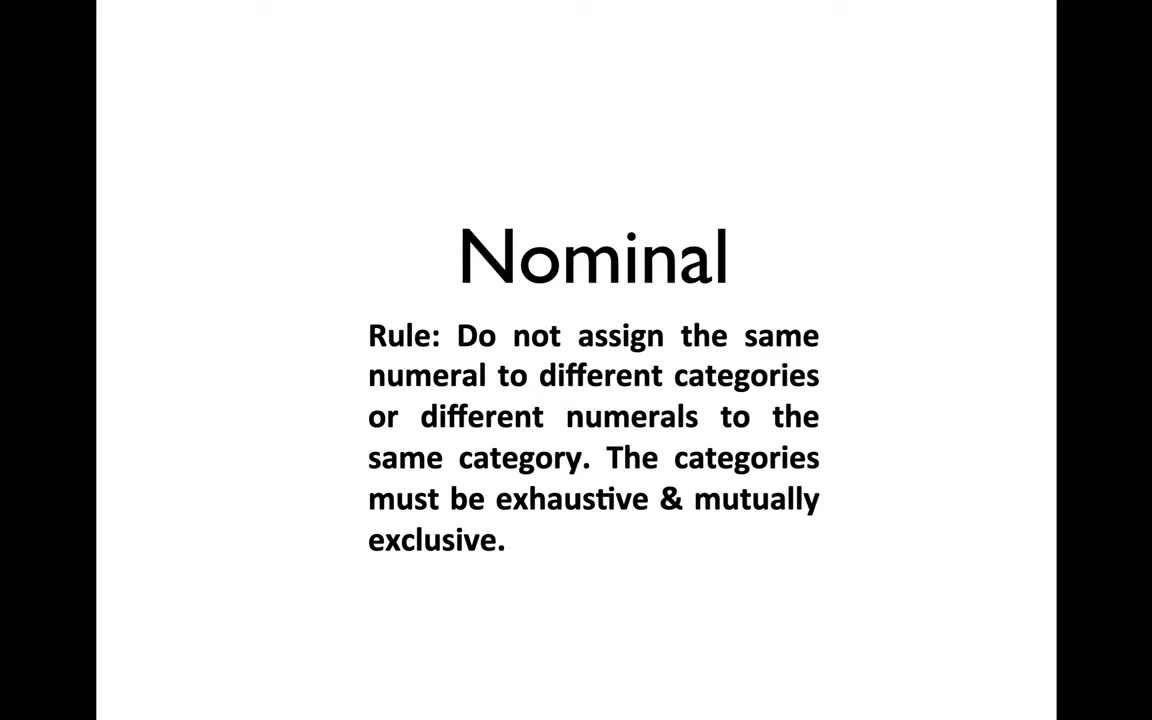 Nominal
Rule: Do not assign the same
numeral to different categories
or different numerals to the
same category. The categories
must be exhaustive & mutually
exclusive.